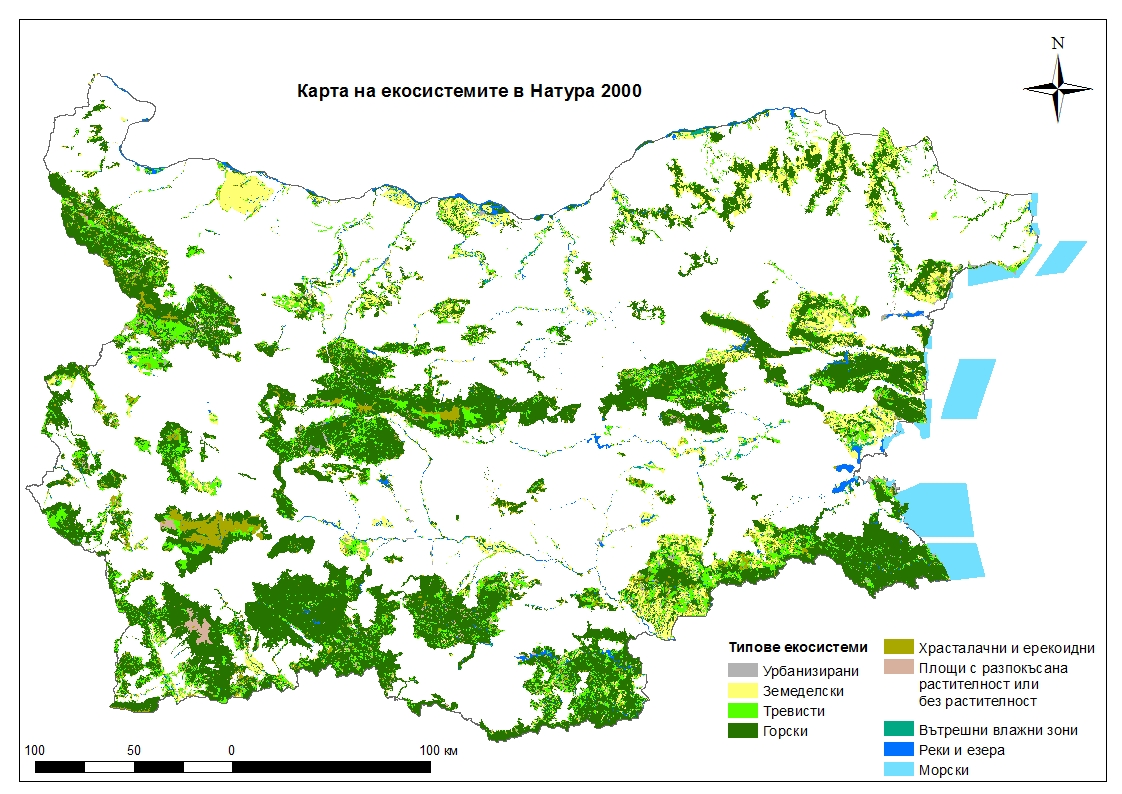 N
Карта на екосистемите в Натура 2000
Типове екосистеми
Урбанизирани
Земеделски
Тревисти
Горски
Храсталачни и ерекоидни
Площи с разпокъсана
растителност или
без растителност
Вътрешни влажни зони
Реки и езера
Морски
100 50 0 100 км